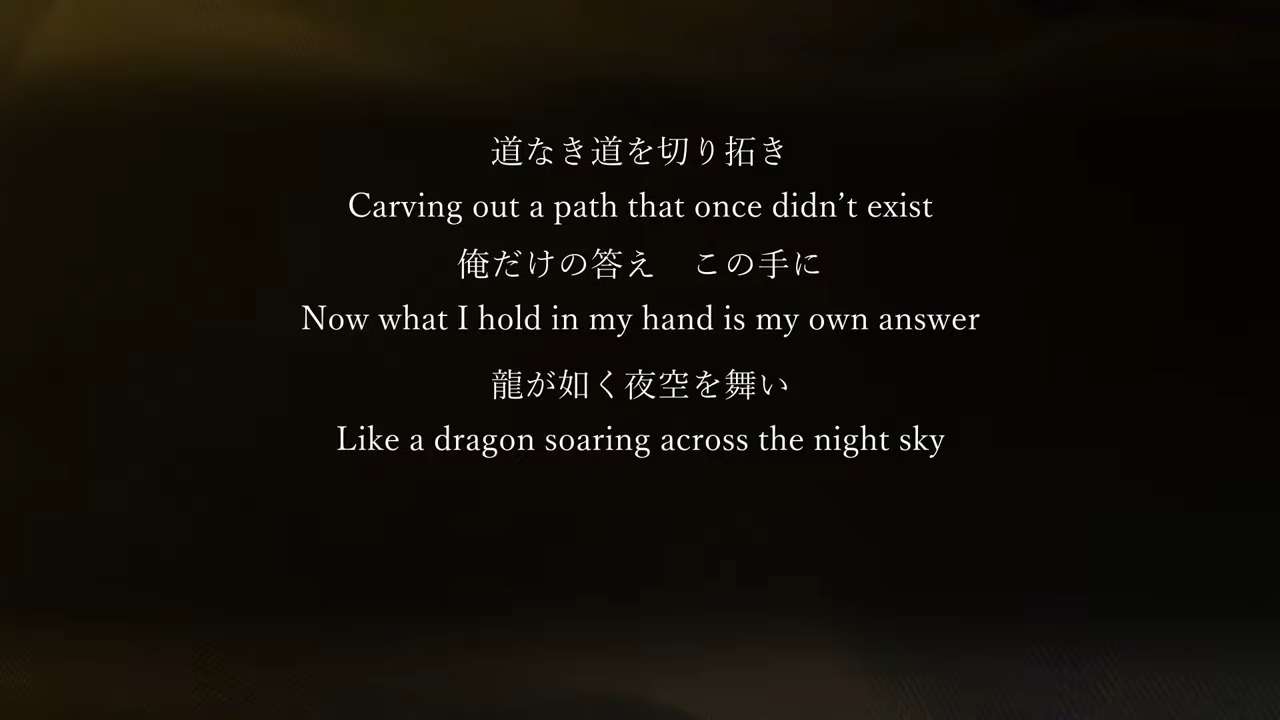 道なき道を切り拓き
Carving out a path that once didn’t exist
俺だけの答え　この手に
Now what I hold in my hand is my own answer
龍が如く夜空を舞い
Like a dragon soaring across the night sky